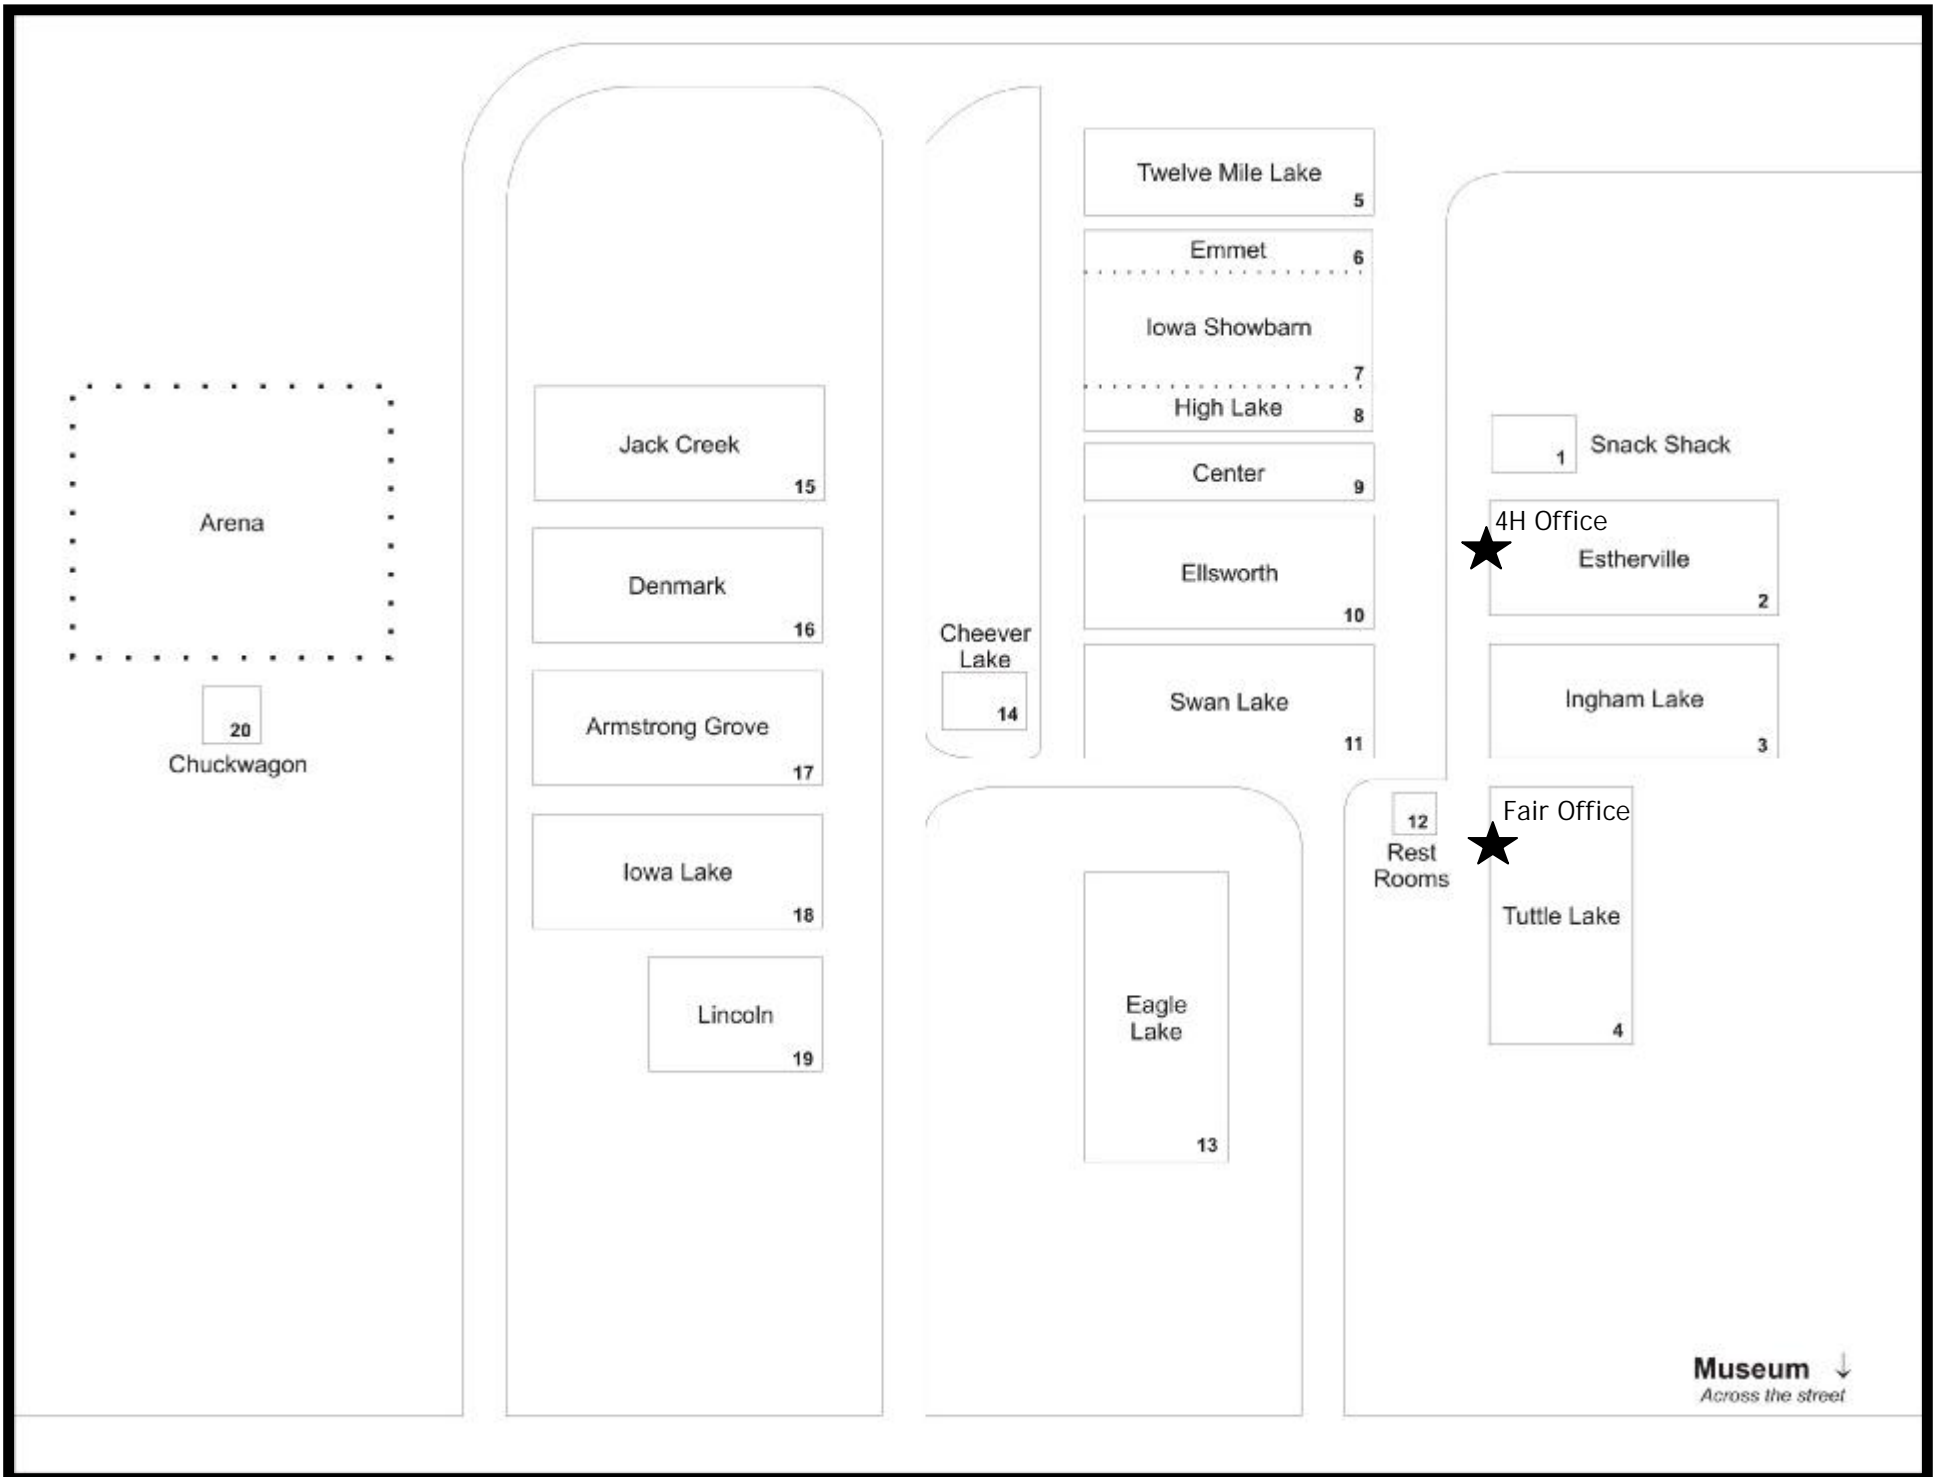 Twelve Mile Lake
5
Emmet
6
Iowa Showbarn
7
High Lake
8
Center
9
Ellsworth
10
Swan Lake
11
Snack Shack
1
4H Office
Estherville
2
Ingham Lake
3
Fair Office
Tuttle Lake
4
12
Rest
Rooms
Eagle
Lake
13
Cheever
Lake
14
Jack Creek
15
Denmark
16
Armstrong Grove
17
Iowa Lake
18
Lincoln
19
Arena
20
Chuckwagon
Museum ↓
Across the street